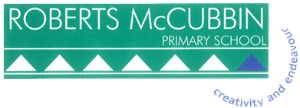 ROBERTS McCUBBIN
PRIMARY SCHOOL
creativity and endeavour